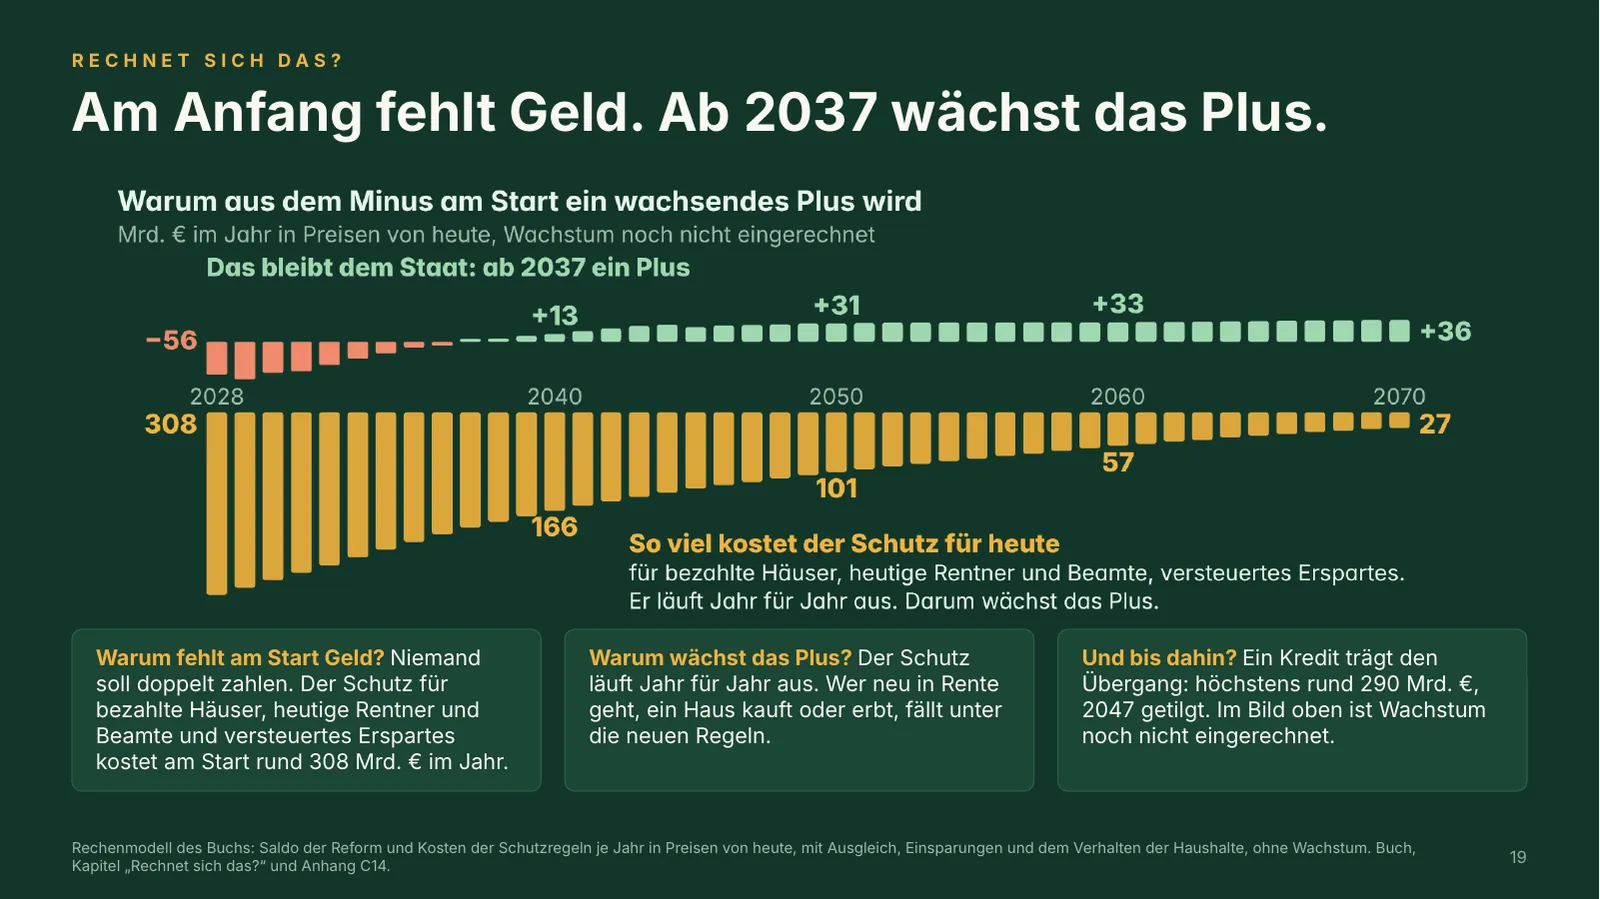 RECHNET SICH DAS?
Am Anfang fehlt Geld. Ab 2037 wächst das Plus.
Warum aus dem Minus am Start ein wachsendes Plus wird
Mrd. € im Jahr in Preisen von heute, Wachstum noch nicht eingerechnet
Das bleibt dem Staat: ab 2037 ein Plus
−56
+13
+31
+33
+36
2028
2040
2050
2060
2070
308
166
101
57
27
So viel kostet der Schutz für heute
für bezahlte Häuser, heutige Rentner und Beamte, versteuertes Erspartes.
Er läuft Jahr für Jahr aus. Darum wächst das Plus.
Warum fehlt am Start Geld? Niemand
soll doppelt zahlen. Der Schutz für
bezahlte Häuser, heutige Rentner und
Beamte und versteuertes Erspartes
kostet am Start rund 308 Mrd. € im Jahr.
Warum wächst das Plus? Der Schutz
läuft Jahr für Jahr aus. Wer neu in Rente
geht, ein Haus kauft oder erbt, fällt unter
die neuen Regeln.
Und bis dahin? Ein Kredit trägt den
Übergang: höchstens rund 290 Mrd. €,
2047 getilgt. Im Bild oben ist Wachstum
noch nicht eingerechnet.
Rechenmodell des Buchs: Saldo der Reform und Kosten der Schutzregeln je Jahr in Preisen von heute, mit Ausgleich, Einsparungen und dem Verhalten der Haushalte, ohne Wachstum. Buch,
Kapitel „Rechnet sich das?“ und Anhang C14.
19